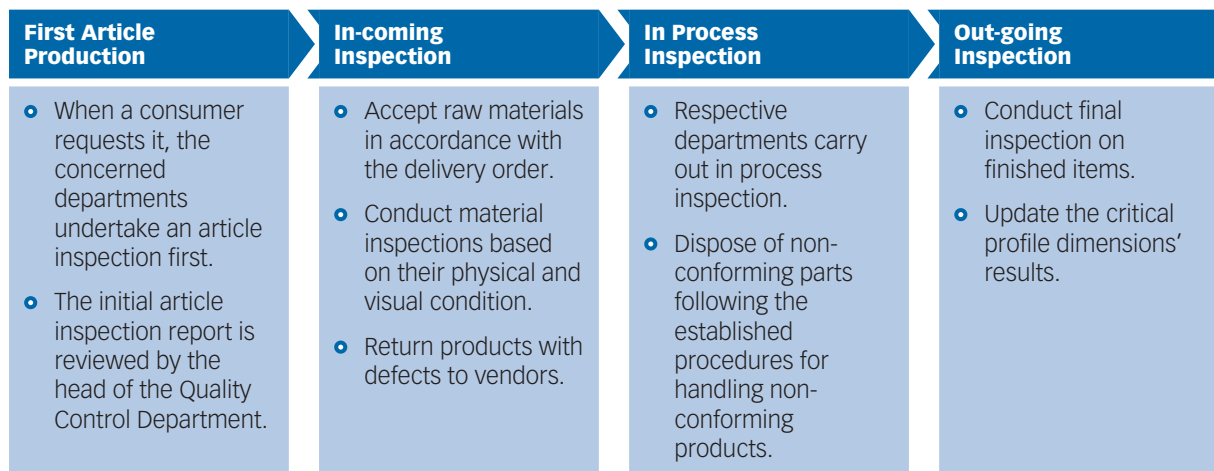 First Article
Production
When a consumer
requests it, the
concerned
departments
undertake an article
inspection first.
The initial article
inspection report is
reviewed by the
head of the Quality
Control Department.
In-coming
Inspection
Accept raw materials
in accordance with
the delivery order.
Conduct material
inspections based
on their physical and
visual condition.
Return products with
defects to vendors.
In Process
Inspection
Respective
departments carry
out in process
inspection.
Dispose of non-
conforming parts
following the
established
procedures for
handling non-
conforming
products.
Out-going
Inspection
Conduct final
inspection on
finished items.
Update the critical
profile dimensions’
results.